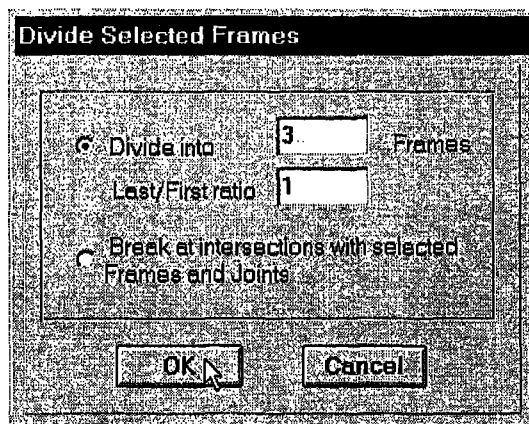 Divide Selected Frames
Divide into 3 Frames
Last/First ratio 1
Break at intersections with selected
Frames and Joints
OK Cancel